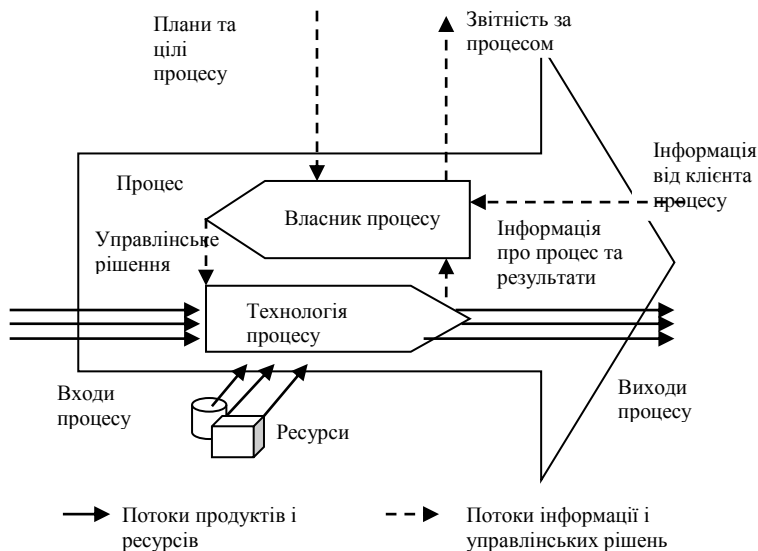 Плани та
цілі
процесу
Звітність за
процесом
Інформація
від клієнта
процесу
Процес
Власник процесу
Управлінське
рішення
Інформація
про процес та
результати
Технологія
процесу
Входи
процесу
Ресурси
Виходи
процесу
Потоки продуктів і
ресурсів
Потоки інформації і
управлінських рішень